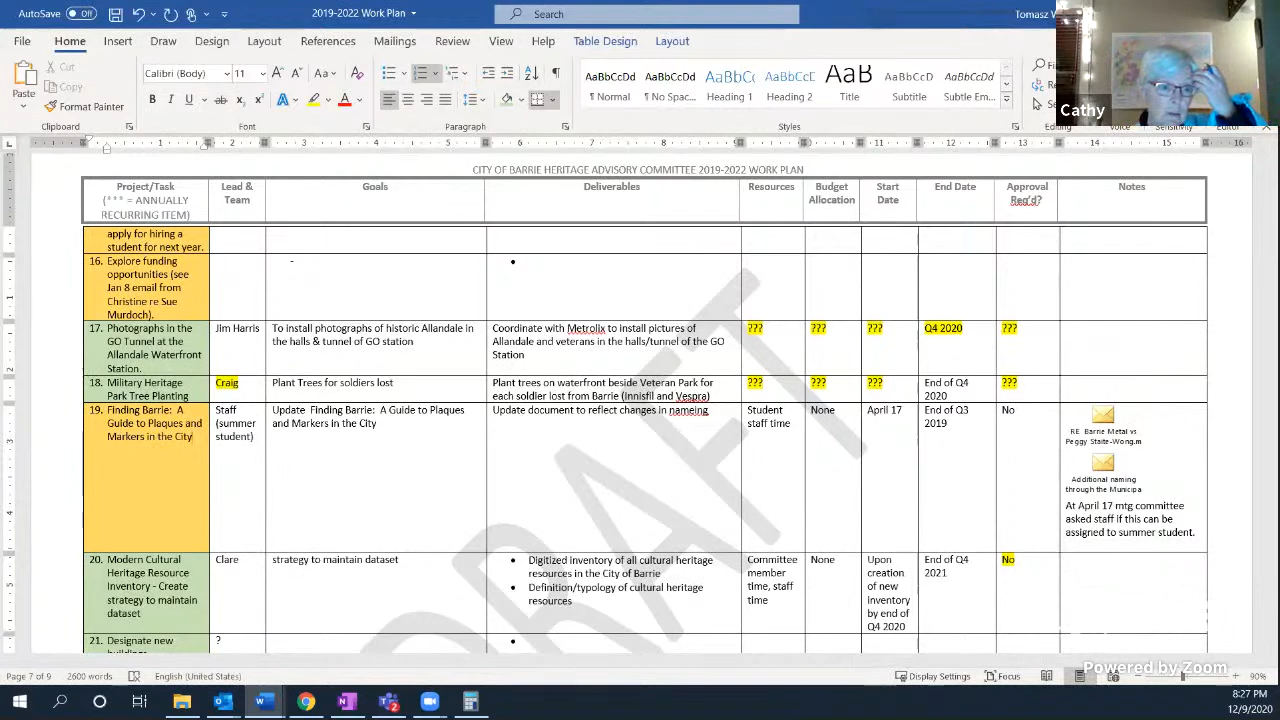 AutoSave Off 2019-2022 Work Plan Search Tomasz W
File Home Insert Draw Design Layout References Mailings Review View Help Table Design Layout
Cut
Copy
Paste
Format Painter
Calibri (Body) 11
AaBbCcDd AaBbCcDd AaBbC AaBbCcD AaB AaBbCcD AaBbCcDd
¶ Normal ¶ No Spac... Heading 1 Heading 2 Title Subtitle Subtle Em...
Clipboard Font Paragraph Styles Editing Voice Sensitivity Editor
Cathy
CITY OF BARRIE HERITAGE ADVISORY COMMITTEE 2019-2022 WORK PLAN
Project/Task Lead & Goals Deliverables Resources Budget Start End Date Approval Notes
(*** = ANNUALLY Team Allocation Date Req'd?
RECURRING ITEM)
apply for hiring a
student for next year.
16. Explore funding -
opportunities (see
Jan 8 email from
Christine re Sue
Murdoch).
17. Photographs in the Jim Harris To install photographs of historic Allandale in Coordinate with Metrolix to install pictures of ??? ??? ??? Q4 2020 ???
GO Tunnel at the the halls & tunnel of GO station Allandale and veterans in the halls/tunnel of the GO
Allandale Waterfront Station
Station.
18. Military Heritage Craig Plant Trees for soldiers lost Plant trees on waterfront beside Veteran Park for ??? ??? ??? End of Q4 ???
Park Tree Planting each soldier lost from Barrie (Innisfil and Vespra) 2020
19. Finding Barrie: A Staff Update Finding Barrie: A Guide to Plaques Update document to reflect changes in nameing Student None April 17 End of Q3 No
Guide to Plaques and (summer and Markers in the City staff time 2019
Markers in the City student)
RE Barrie Metal vs
Peggy Staite-Wong.m
Additional naming
through the Municipa
At April 17 mtg committee
asked staff if this can be
assigned to summer student.
20. Modern Cultural Clare strategy to maintain dataset • Digitized inventory of all cultural heritage Committee None Upon End of Q4 No
Heritage Resource resources in the City of Barrie member creation 2021
Inventory - Create • Definition/typology of cultural heritage time, staff of new
strategy to maintain resources time inventory
dataset by end of
Q4 2020
21. Designate new ? •
DRAFT
Powered by Zoom
Page 7 of 9 2600 words English (United States) Display Settings Focus 90%
8:27 PM
12/9/2020